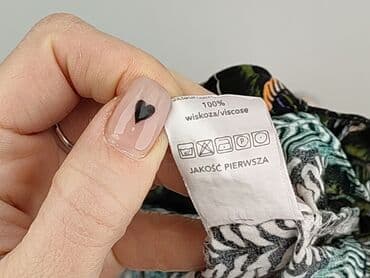 100%
wiskoza/viscose
JAKOŚĆ PIERWSZA